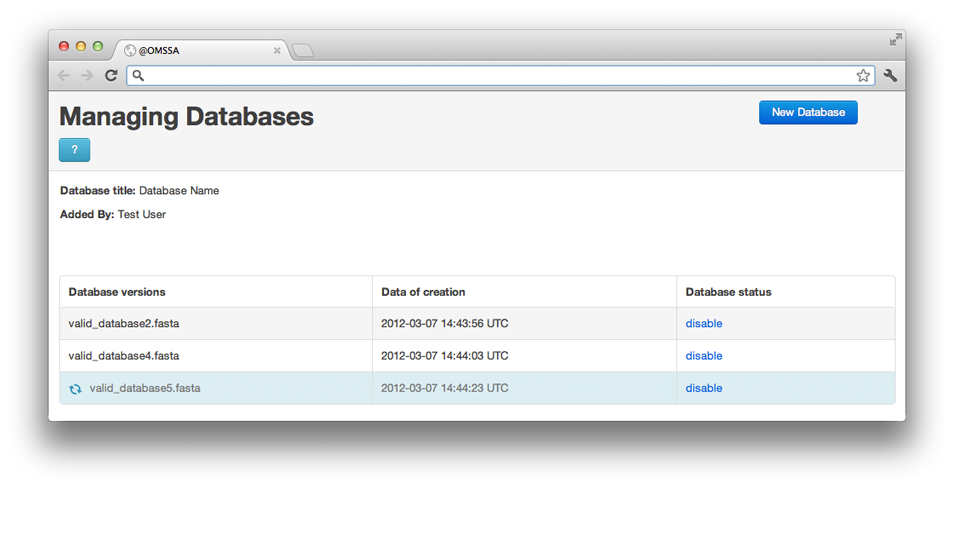 @OMSSA
Managing Databases
New Database
?
Database title: Database Name
Added By: Test User
Database versions Data of creation Database status
valid_database2.fasta 2012-03-07 14:43:56 UTC disable
valid_database4.fasta 2012-03-07 14:44:03 UTC disable
valid_database5.fasta 2012-03-07 14:44:23 UTC disable